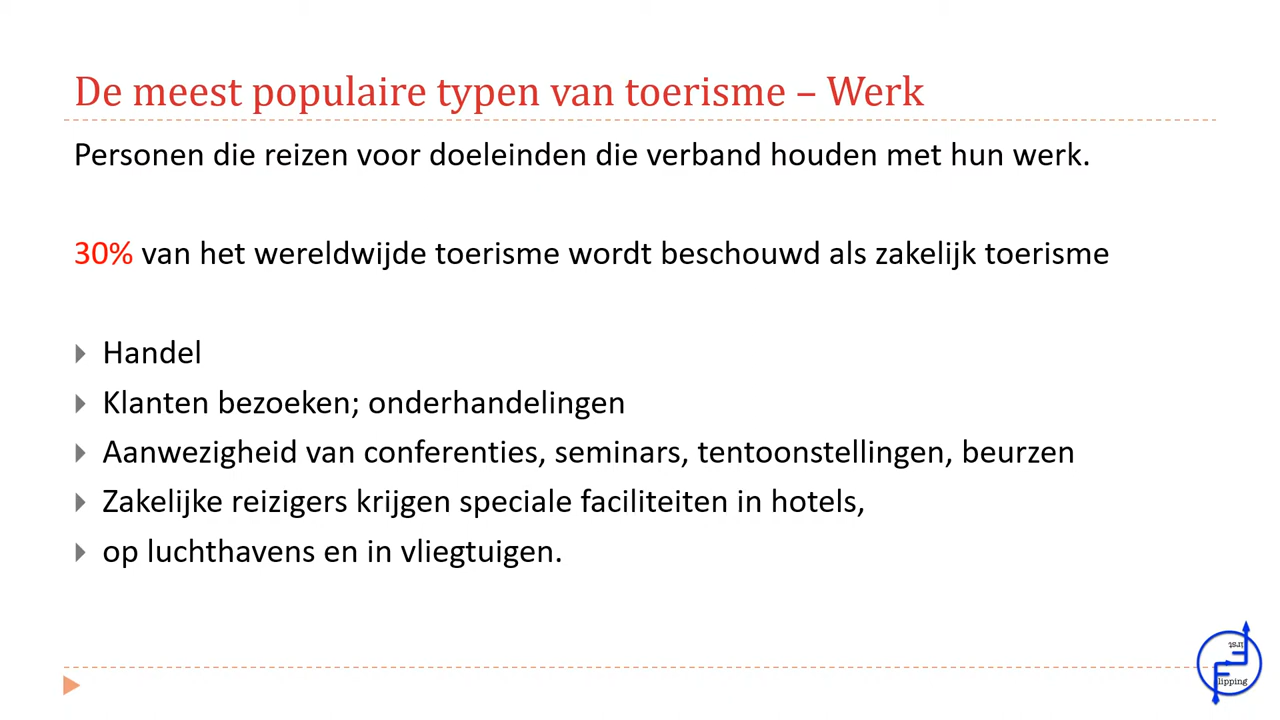 De meest populaire typen van toerisme – Werk
Personen die reizen voor doeleinden die verband houden met hun werk.
30% van het wereldwijde toerisme wordt beschouwd als zakelijk toerisme
Handel
Klanten bezoeken; onderhandelingen
Aanwezigheid van conferenties, seminars, tentoonstellingen, beurzen
Zakelijke reizigers krijgen speciale faciliteiten in hotels,
op luchthavens en in vliegtuigen.
irst
lipping